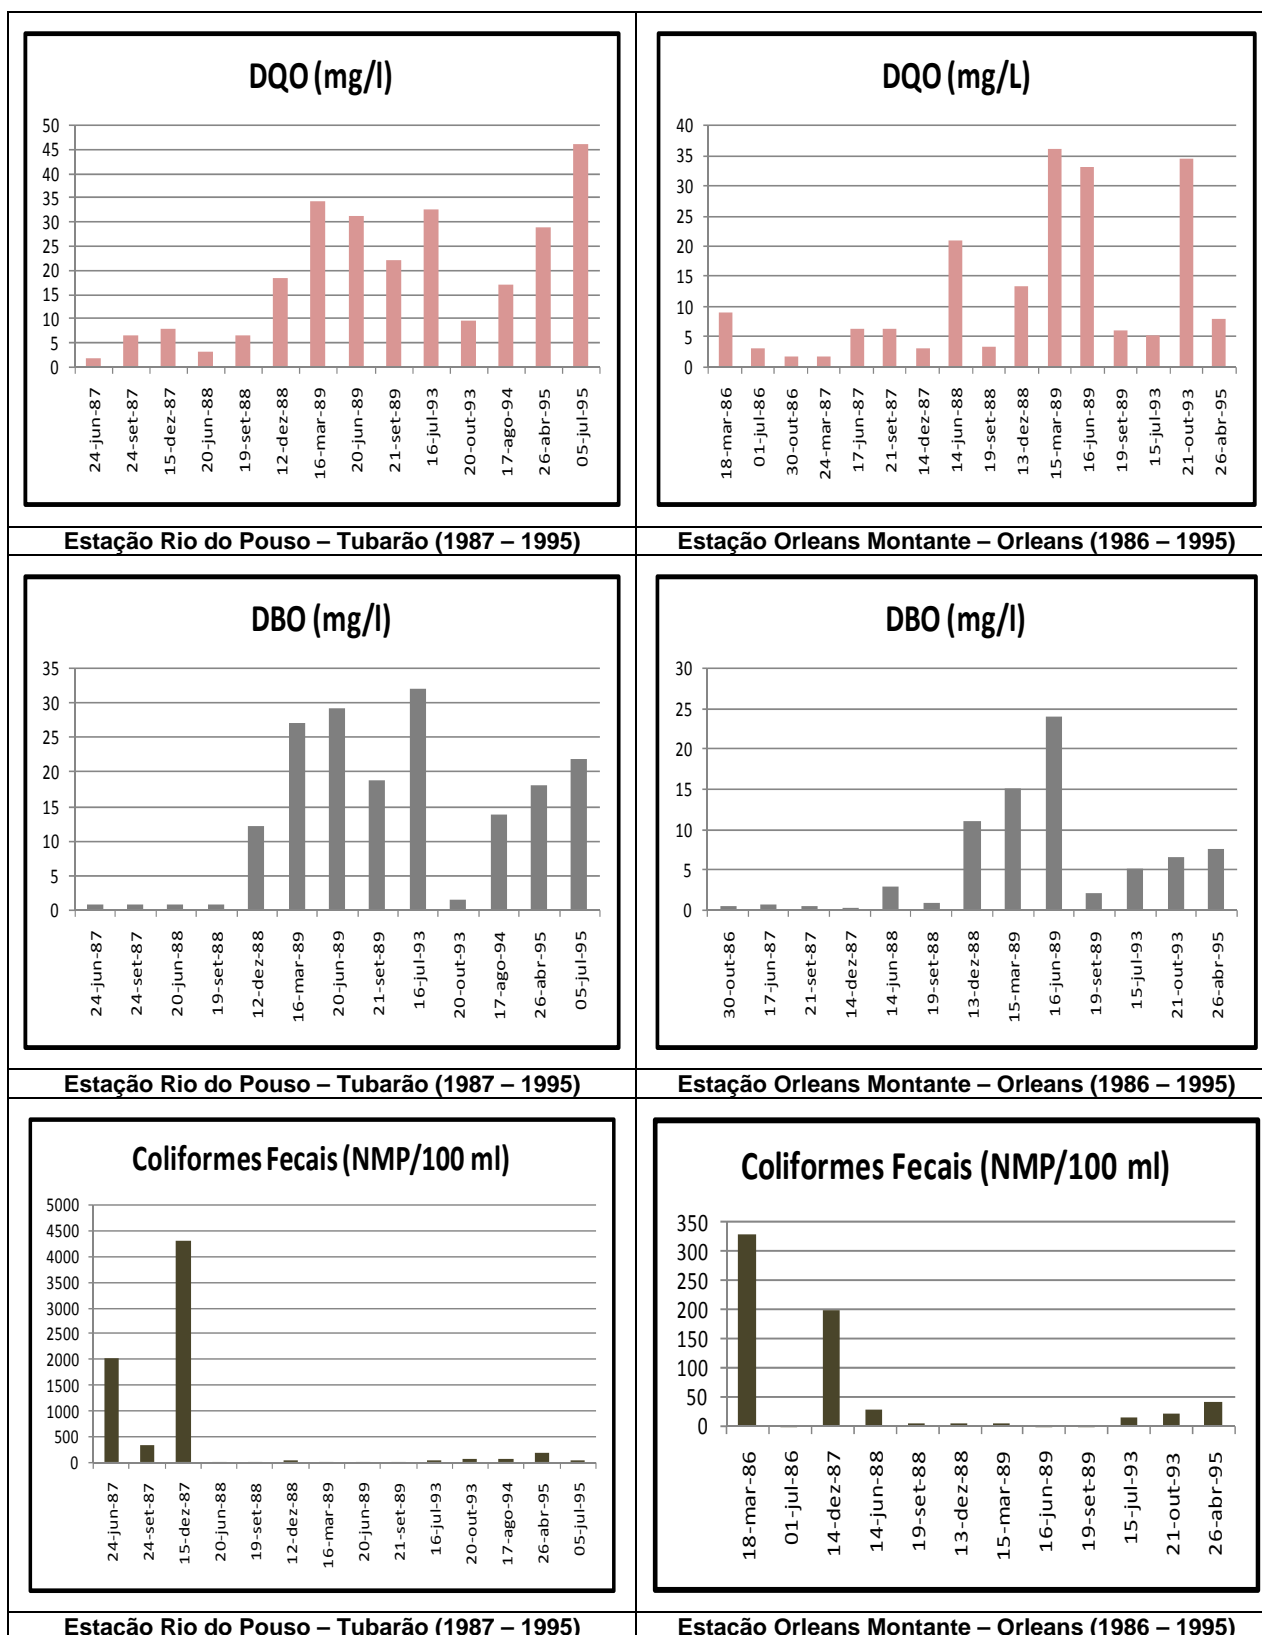 DQO (mg/l)
50
45
40
35
30
25
20
15
10
5
0
24-jun-87
24-set-87
15-dez-87
20-jun-88
19-set-88
12-dez-88
16-mar-89
20-jun-89
21-set-89
16-jul-93
20-out-93
17-ago-94
26-abr-95
05-jul-95
Estação Rio do Pouso – Tubarão (1987 – 1995)
DQO (mg/L)
40
35
30
25
20
15
10
5
0
18-mar-86
01-jul-86
30-out-86
24-mar-87
17-jun-87
21-set-87
14-dez-87
14-jun-88
19-set-88
13-dez-88
15-mar-89
16-jun-89
19-set-89
15-jul-93
21-out-93
26-abr-95
Estação Orleans Montante – Orleans (1986 – 1995)
DBO (mg/l)
35
30
25
20
15
10
5
0
24-jun-87
24-set-87
20-jun-88
19-set-88
12-dez-88
16-mar-89
20-jun-89
21-set-89
16-jul-93
20-out-93
17-ago-94
26-abr-95
05-jul-95
Estação Rio do Pouso – Tubarão (1987 – 1995)
DBO (mg/l)
30
25
20
15
10
5
0
30-out-86
17-jun-87
21-set-87
14-dez-87
14-jun-88
19-set-88
13-dez-88
15-mar-89
16-jun-89
19-set-89
15-jul-93
21-out-93
26-abr-95
Estação Orleans Montante – Orleans (1986 – 1995)
Coliformes Fecais (NMP/100 ml)
5000
4500
4000
3500
3000
2500
2000
1500
1000
500
0
24-jun-87
24-set-87
15-dez-87
20-jun-88
19-set-88
12-dez-88
16-mar-89
20-jun-89
21-set-89
16-jul-93
20-out-93
17-ago-94
26-abr-95
05-jul-95
Estação Rio do Pouso – Tubarão (1987 – 1995)
Coliformes Fecais (NMP/100 ml)
350
300
250
200
150
100
50
0
18-mar-86
01-jul-86
14-dez-87
14-jun-88
19-set-88
13-dez-88
15-mar-89
16-jun-89
19-set-89
15-jul-93
21-out-93
26-abr-95
Estação Orleans Montante – Orleans (1986 – 1995)